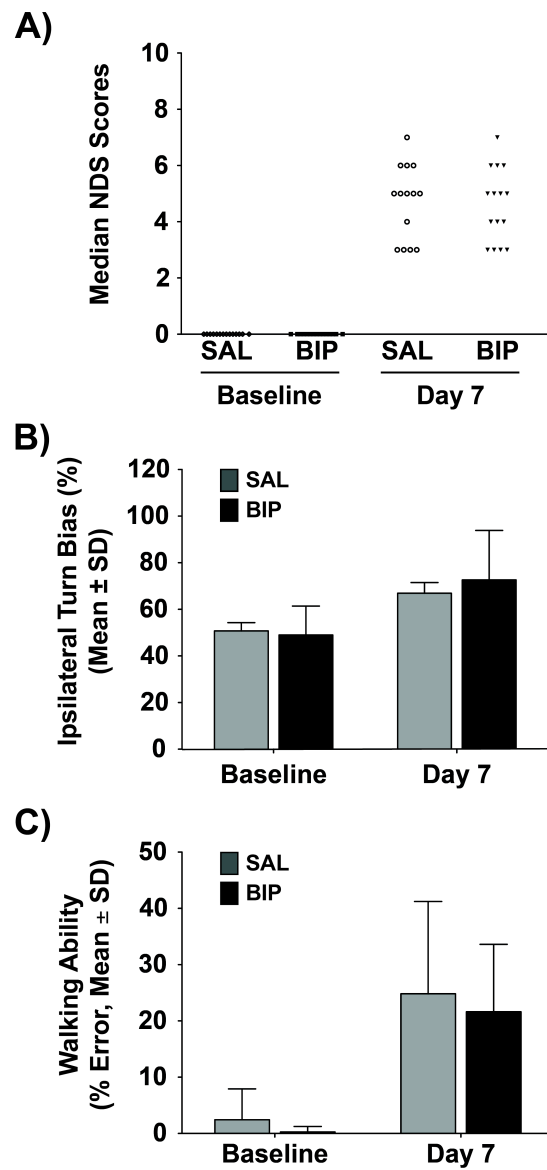 A)
Median NDS Scores
10
8
6
4
2
0
SAL BIP SAL BIP
Baseline Day 7
B)
Ipsilateral Turn Bias (%)
(Mean ± SD)
120
100
80
60
40
20
0
SAL
BIP
Baseline Day 7
C)
Walking Ability
(% Error, Mean ± SD)
50
40
30
20
10
0
SAL
BIP
Baseline Day 7